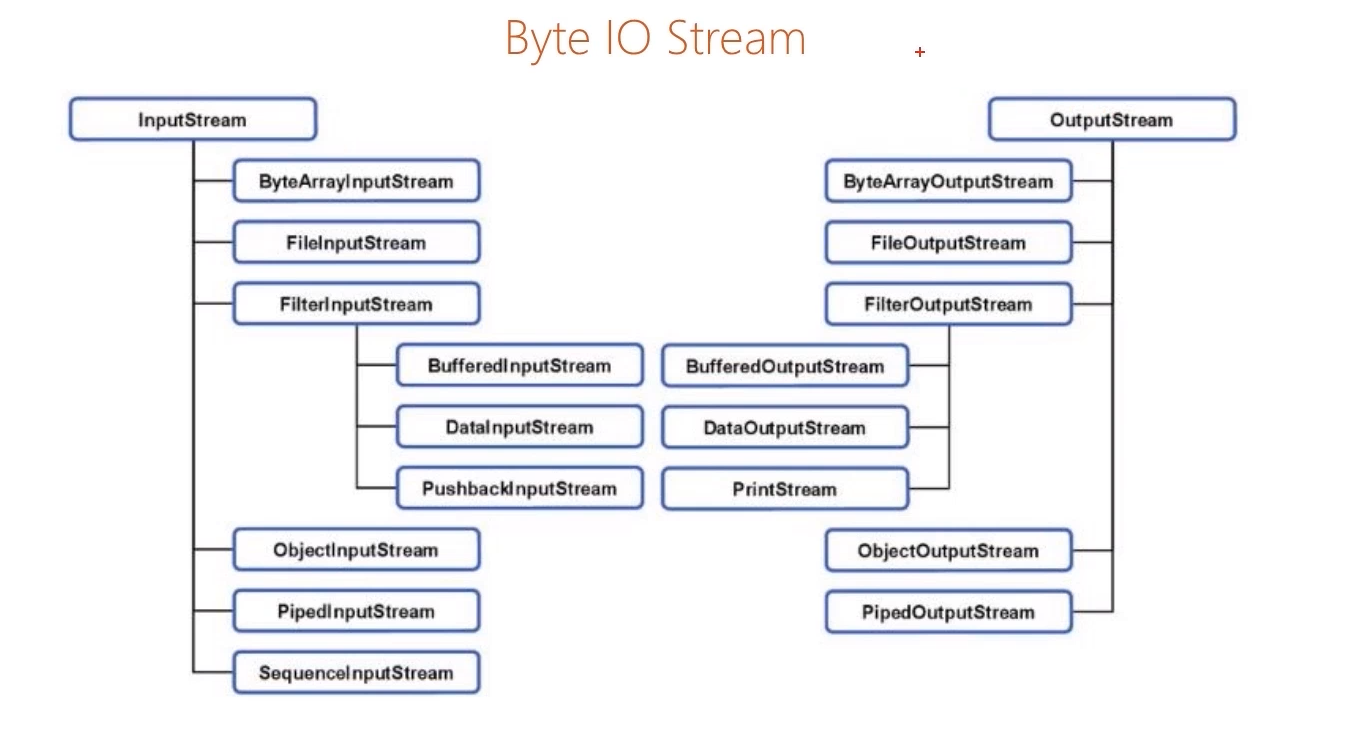 Byte IO Stream
InputStream
ByteArrayInputStream
FileInputStream
FilterInputStream
BufferedInputStream
DataInputStream
PushbackInputStream
ObjectInputStream
PipedInputStream
SequenceInputStream
OutputStream
ByteArrayOutputStream
FileOutputStream
FilterOutputStream
BufferedOutputStream
DataOutputStream
PrintStream
ObjectOutputStream
PipedOutputStream